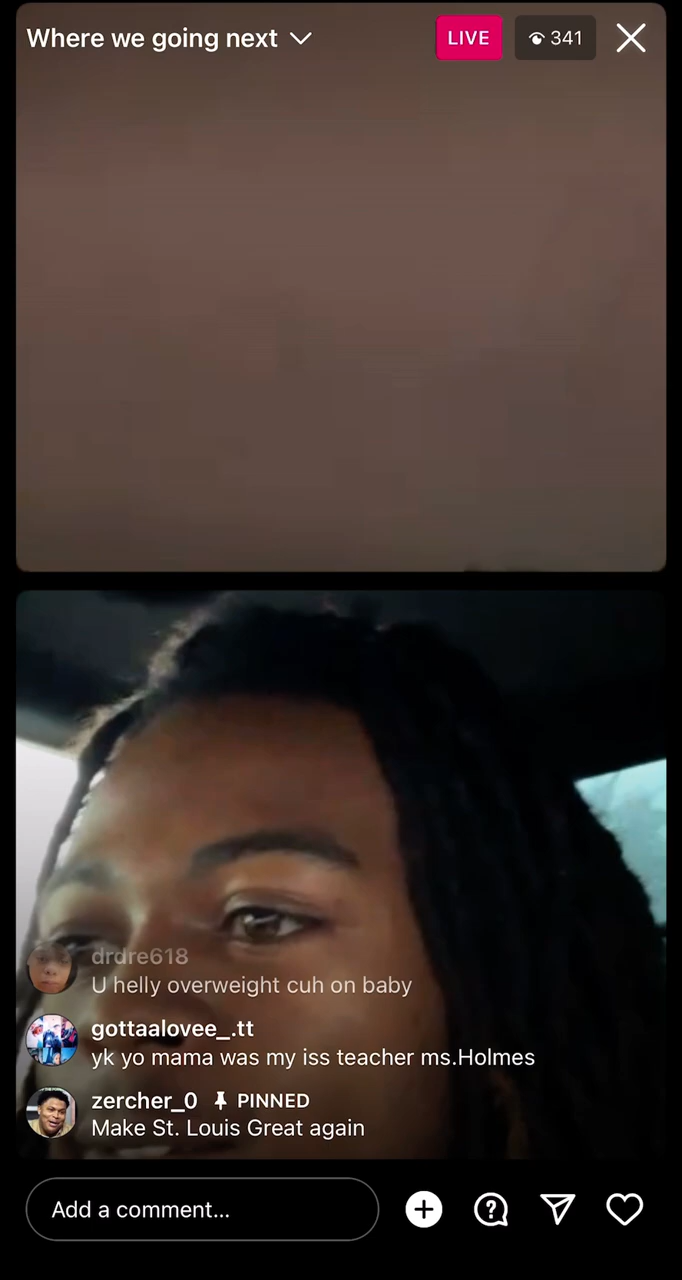 Where we going next
LIVE
341
drdre618
U helly overweight cuh on baby
gottaalovee_.tt
yk yo mama was my iss teacher ms.Holmes
zercher_0 PINNED
Make St. Louis Great again
Add a comment...